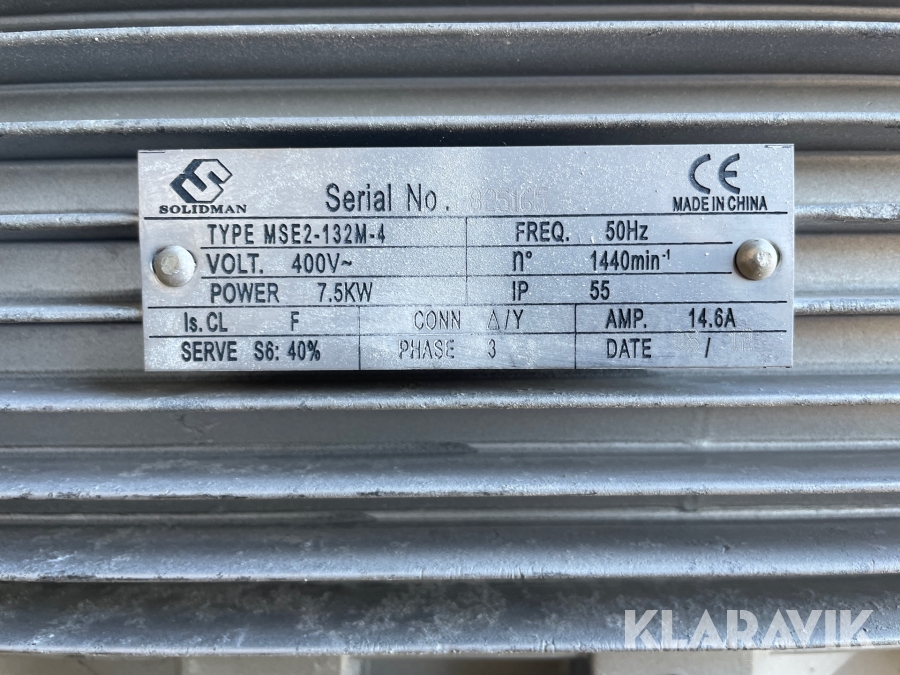 SOLIDMAN
Serial No.
CE
MADE IN CHINA
TYPE MSE2-132M-4 FREQ. 50Hz
VOLT. 400V~ n° 1440min⁻¹
POWER 7.5KW IP 55
Is.CL F CONN Δ/Y AMP. 14.6A
SERVE S6: 40% PHASE 3 DATE /
KLARAVIK